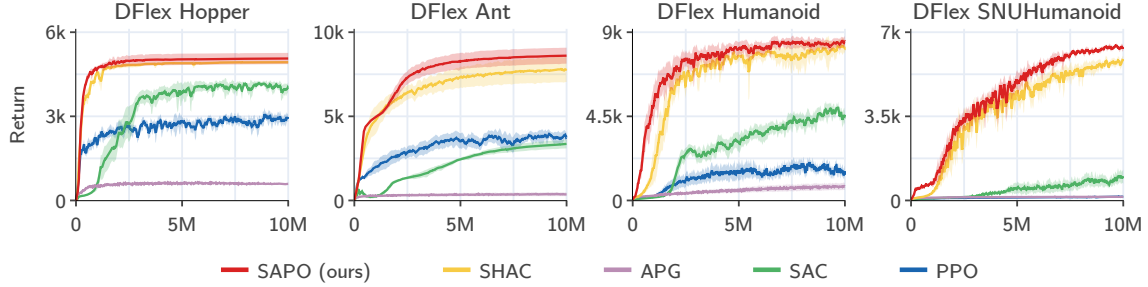 DFlex Hopper
DFlex Ant
DFlex Humanoid
DFlex SNUHumanoid
Return
6k
3k
0
0
5M
10M
10k
5k
0
0
5M
10M
9k
4.5k
0
0
5M
10M
7k
3.5k
0
0
5M
10M
SAPO (ours)
SHAC
APG
SAC
PPO